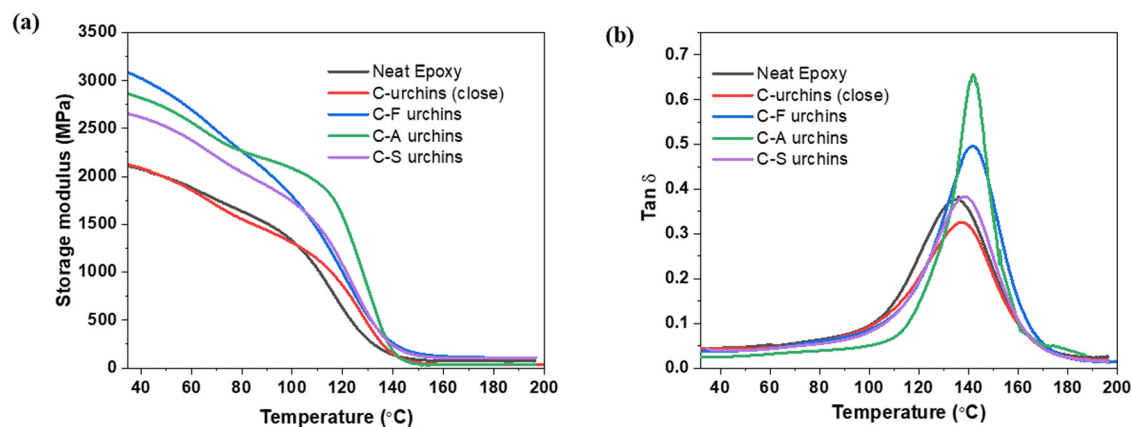 (a)
3500
3000
2500
2000
1500
1000
500
0
Storage modulus (MPa)
Neat Epoxy
C-urchins (close)
C-F urchins
C-A urchins
C-S urchins
40 60 80 100 120 140 160 180 200
Temperature (°C)
(b)
0.7
0.6
0.5
0.4
0.3
0.2
0.1
0.0
Tan δ
Neat Epoxy
C-urchins (close)
C-F urchins
C-A urchins
C-S urchins
40 60 80 100 120 140 160 180 200
Temperature (°C)